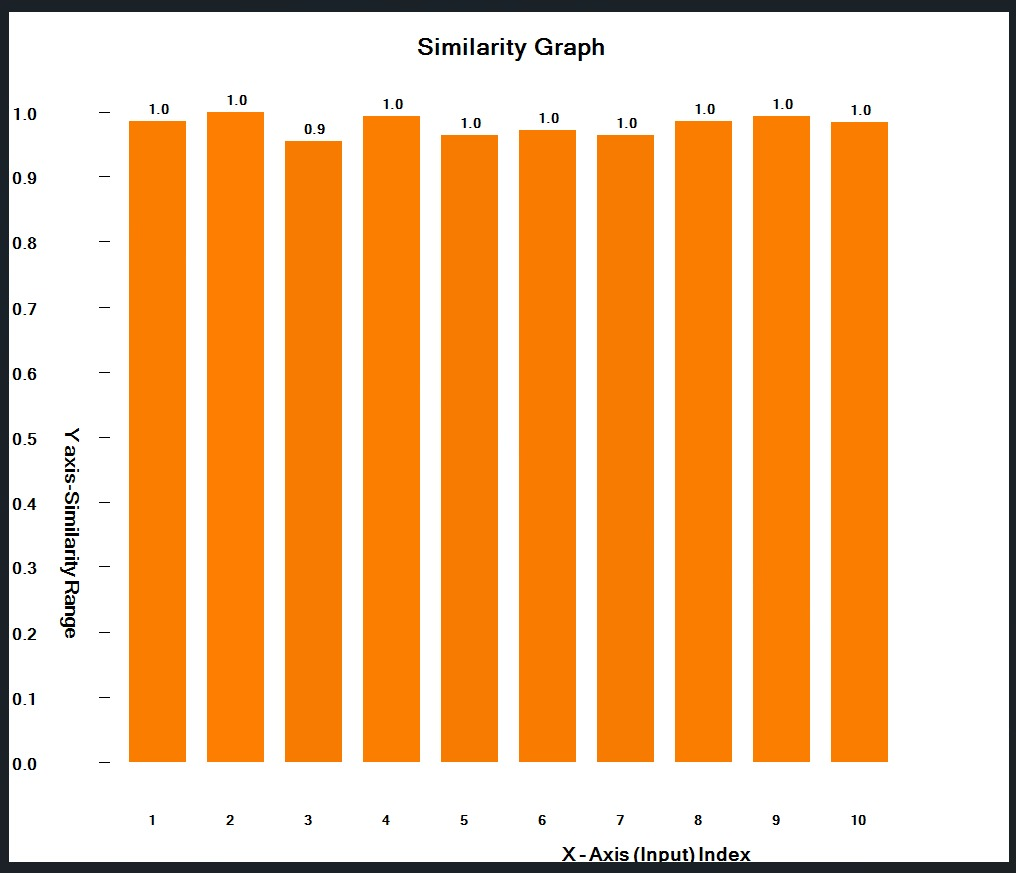 Similarity Graph
1.0 1.0 0.9 1.0 1.0 1.0 1.0 1.0 1.0 1.0
1.0
0.9
0.8
0.7
0.6
0.5
0.4
0.3
0.2
0.1
0.0
Y axis-Similarity Range
1 2 3 4 5 6 7 8 9 10
X - Axis (Input) Index